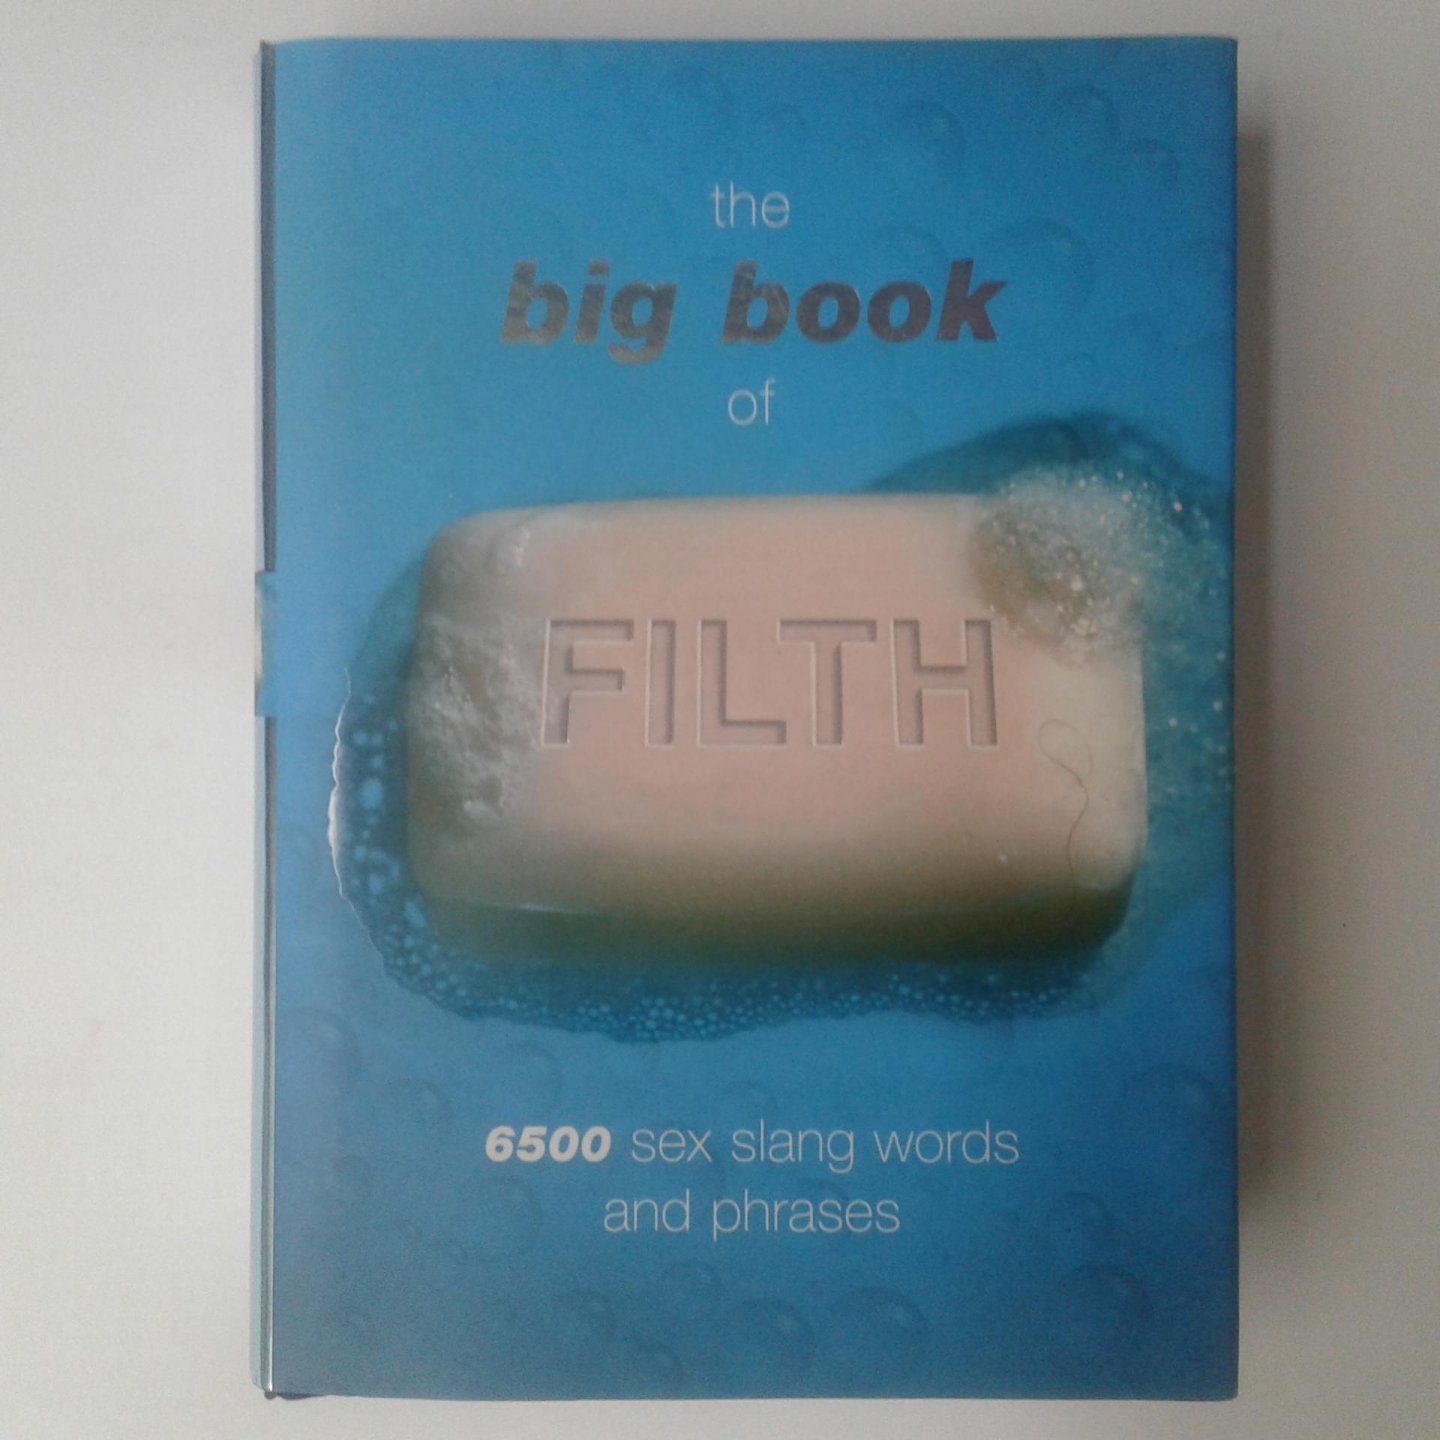 the
big book
of
FILTH
6500 sex slang words
and phrases